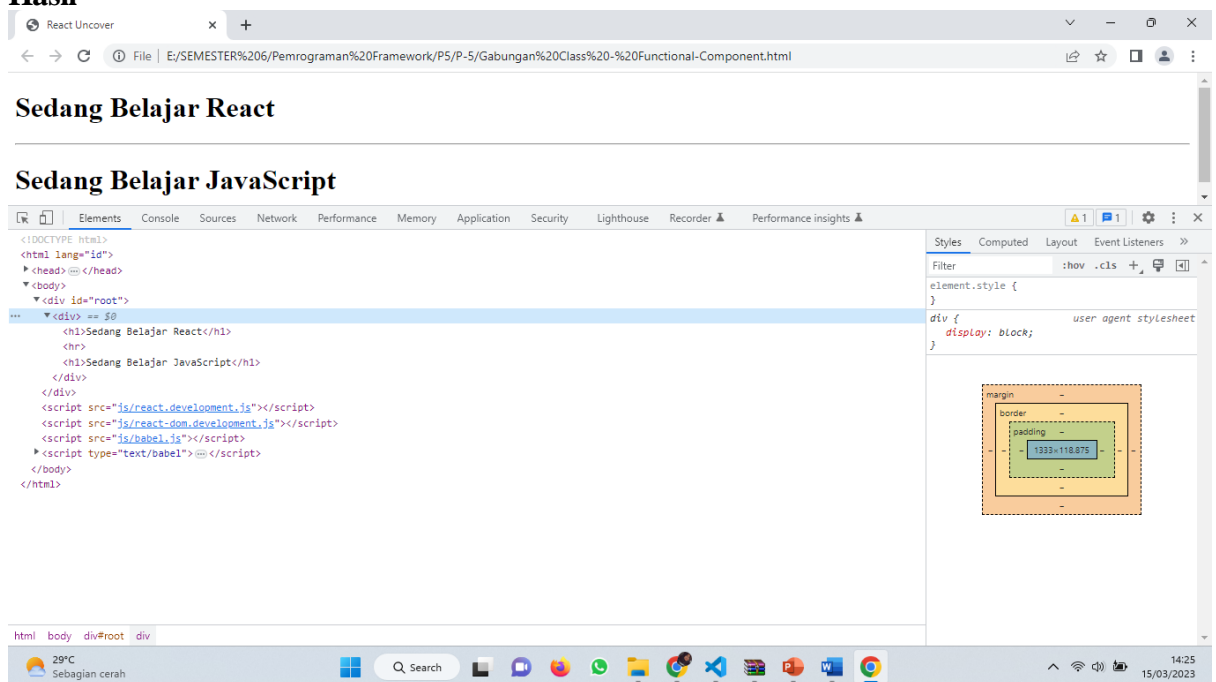 Hasil
React Uncover
File | E:/SEMESTER%206/Pemrograman%20Framework/P5/P-5/Gabungan%20Class%20-%20Functional-Component.html
Sedang Belajar React
Sedang Belajar JavaScript
Elements Console Sources Network Performance Memory Application Security Lighthouse Recorder Performance insights 1 1
<!DOCTYPE html>
<html lang="id">
<head> ⋯ </head>
<body>
<div id="root">
⋯ <div> == $0
<h1>Sedang Belajar React</h1>
<hr>
<h1>Sedang Belajar JavaScript</h1>
</div>
</div>
<script src="js/react.development.js"></script>
<script src="js/react-dom.development.js"></script>
<script src="js/babel.js"></script>
<script type="text/babel"> ⋯ </script>
</body>
</html>
Styles Computed Layout Event Listeners »
Filter :hov .cls +
element.style {
}
div { user agent stylesheet
display: block;
}
margin –
border –
padding –
– – – 1333×118.875 – – –
–
–
–
html body div#root div
29°C
Sebagian cerah
Search
14:25
15/03/2023